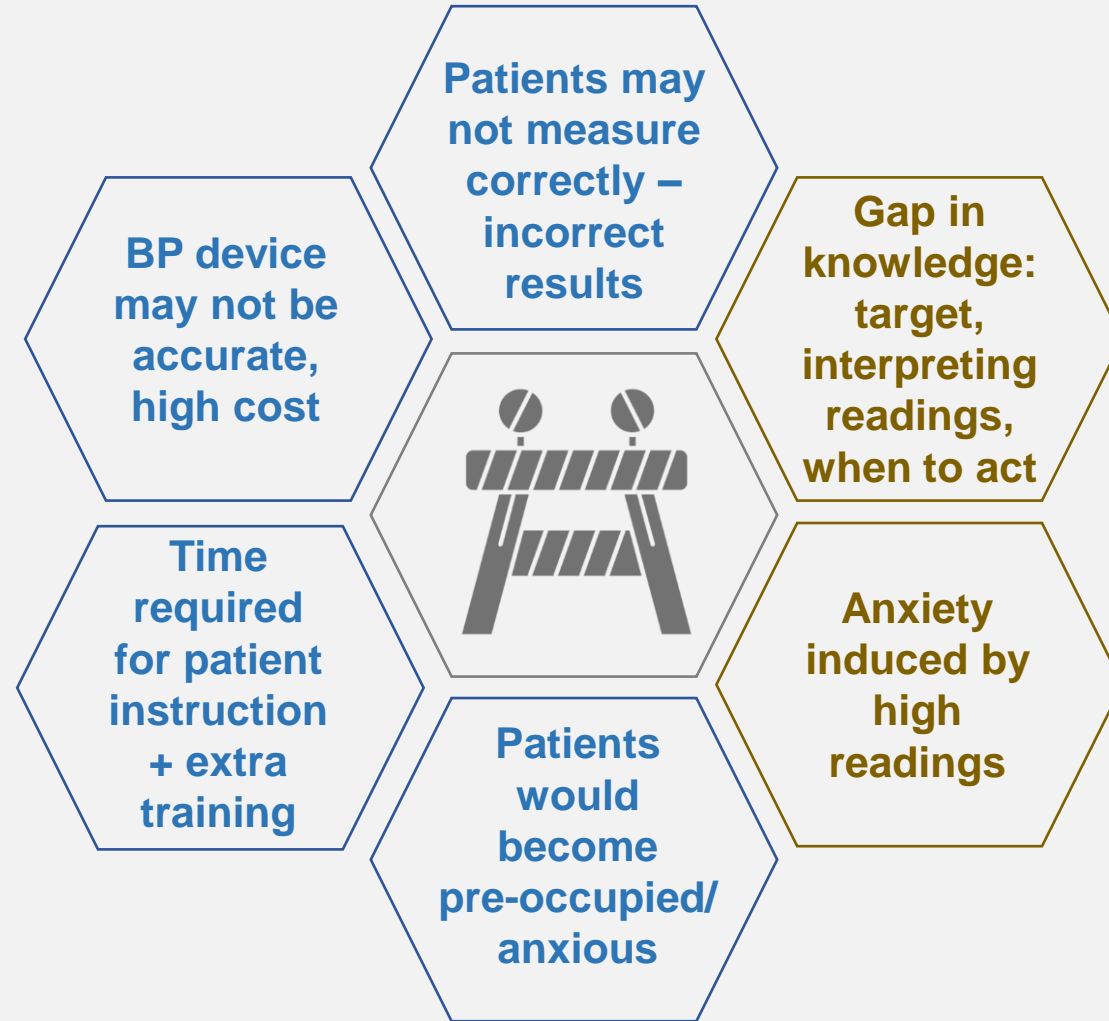 Patients may
not measure
correctly –
incorrect
results
BP device
may not be
accurate,
high cost
Gap in
knowledge:
target,
interpreting
readings,
when to act
Time
required
for patient
instruction
+ extra
training
Anxiety
induced by
high
readings
Patients
would
become
pre-occupied/
anxious